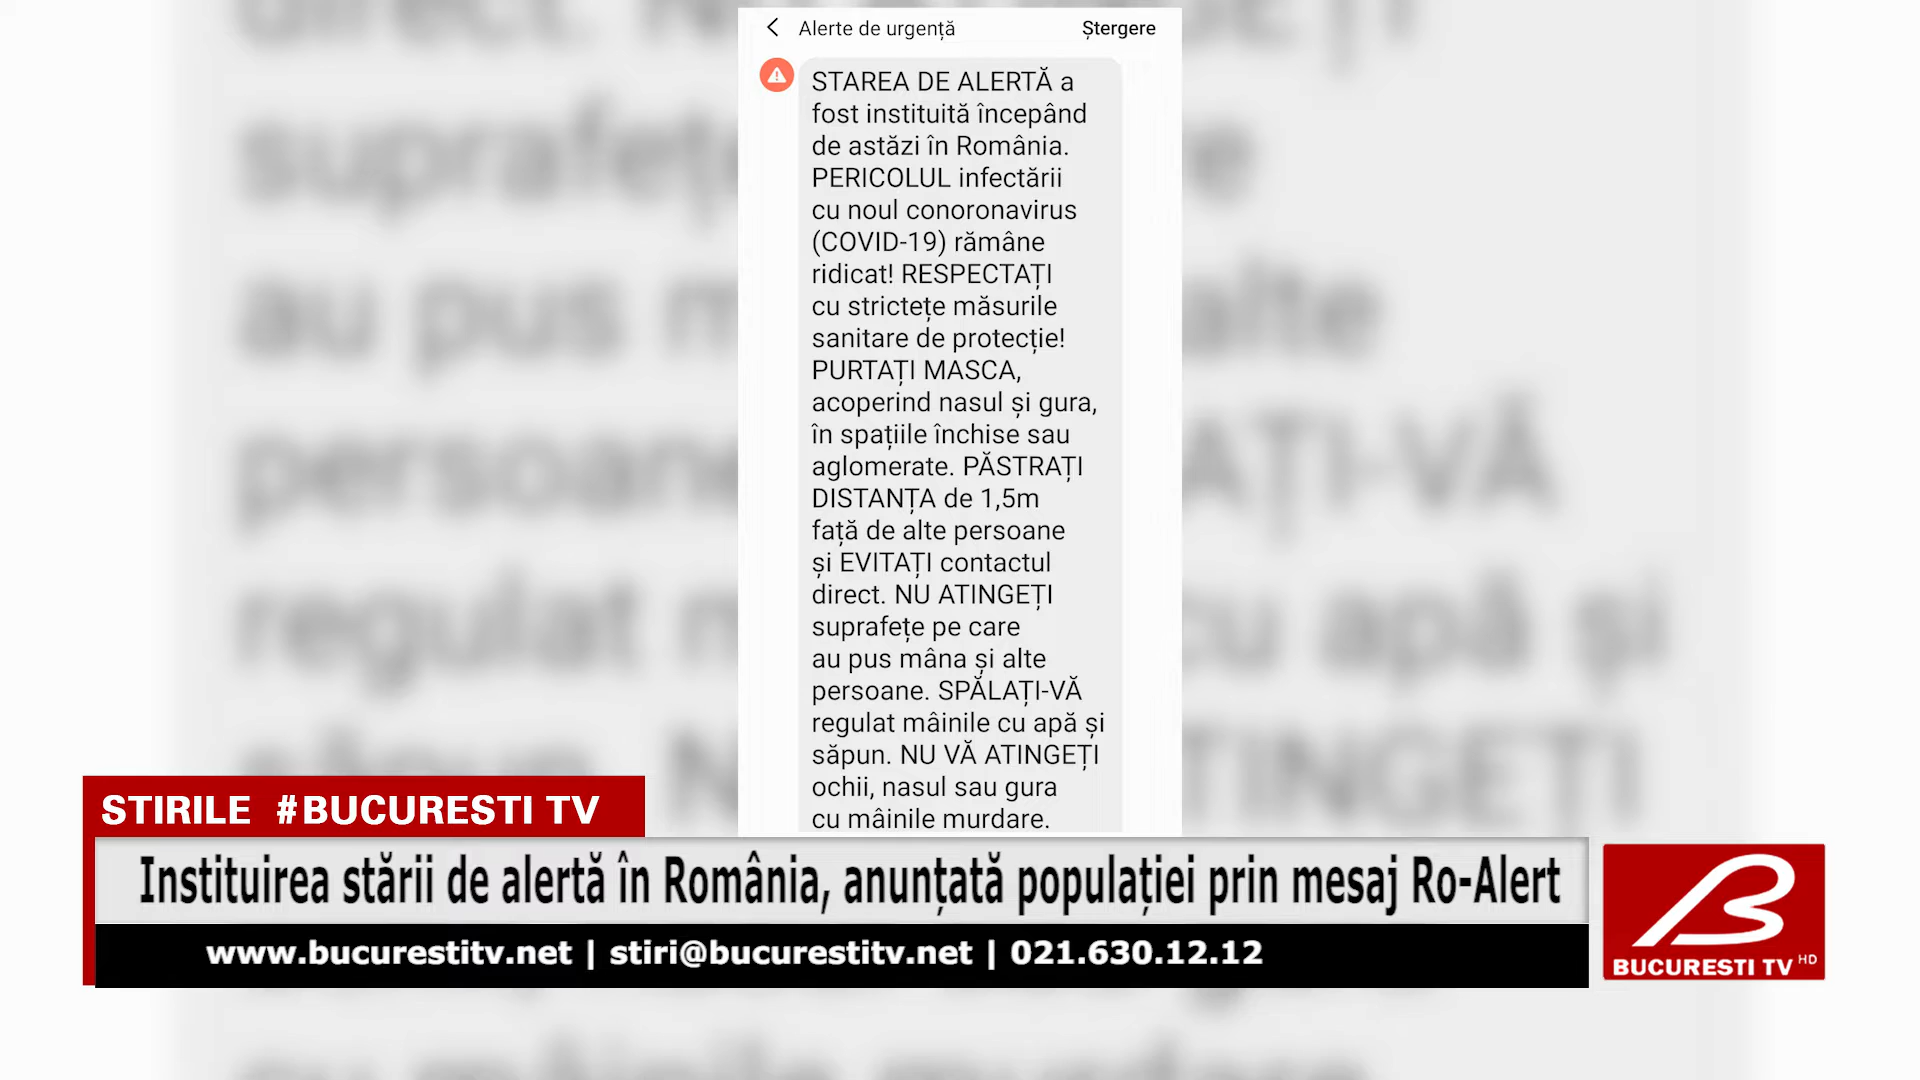 Alerte de urgență
Ștergere
STAREA DE ALERTĂ a
fost instituită începând
de astăzi în România.
PERICOLUL infectării
cu noul conoronavirus
(COVID-19) rămâne
ridicat! RESPECTAȚI
cu strictețe măsurile
sanitare de protecție!
PURTAȚI MASCA,
acoperind nasul și gura,
în spațiile închise sau
aglomerate. PĂSTRAȚI
DISTANȚA de 1,5m
față de alte persoane
și EVITAȚI contactul
direct. NU ATINGEȚI
suprafețe pe care
au pus mâna și alte
persoane. SPĂLAȚI-VĂ
regulat mâinile cu apă și
săpun. NU VĂ ATINGEȚI
ochii, nasul sau gura
cu mâinile murdare.
STIRILE #BUCURESTI TV
Instituirea stării de alertă în România, anunțată populației prin mesaj Ro-Alert
www.bucurestitv.net | stiri@bucurestitv.net | 021.630.12.12
BUCURESTI TV HD